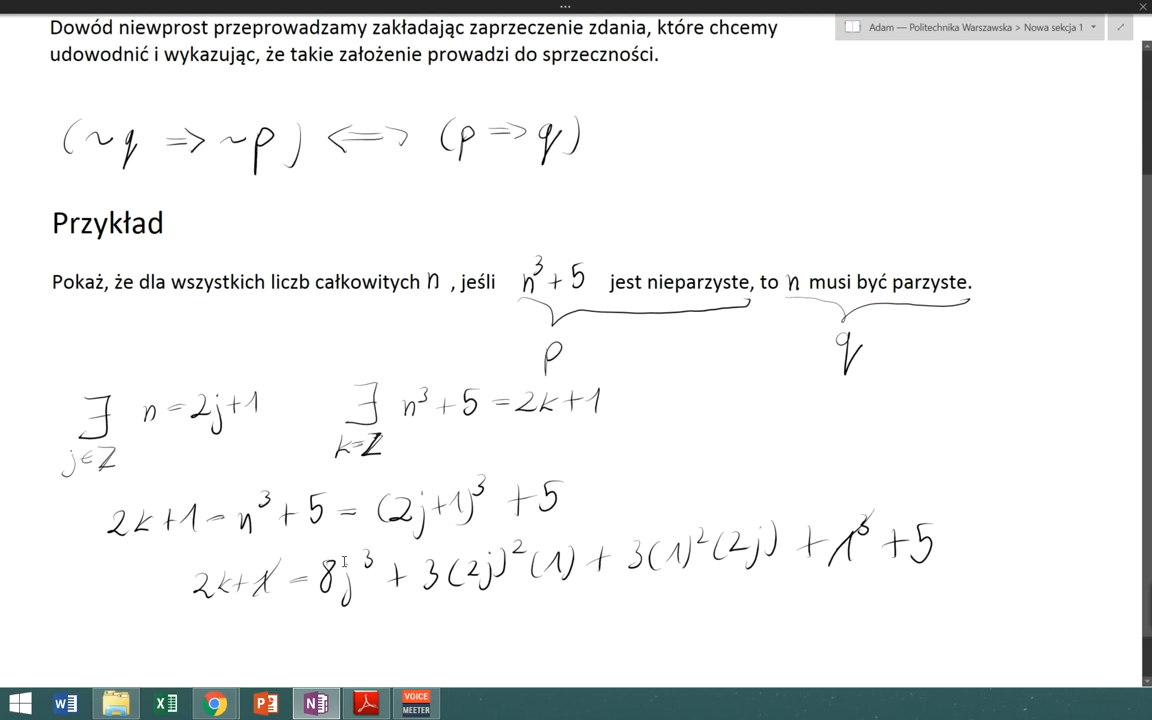 Dowód niewprost przeprowadzamy zakładając zaprzeczenie zdania, które chcemy
udowodnić i wykazując, że takie założenie prowadzi do sprzeczności.
Adam — Politechnika Warszawska > Nowa sekcja 1
(~q => ~p) <=> (p => q)
Przykład
Pokaż, że dla wszystkich liczb całkowitych n , jeśli n³ + 5 jest nieparzyste, to n musi być parzyste.
p q
∃ n = 2j+1 ∃ n³ + 5 = 2k+1
j∈Z k=Z
2k+1 = n³ + 5 = (2j+1)³ + 5
2k+1 = 8j³ + 3(2j)²(1) + 3(1)²(2j) + 1³ + 5
VOICE
MEETER